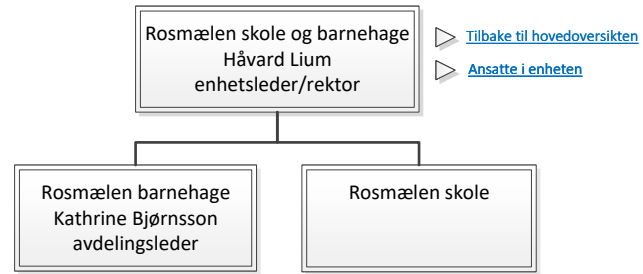 Rosmælen skole og barnehage
Håvard Lium
enhetsleder/rektor
Tilbake til hovedoversikten
Ansatte i enheten
Rosmælen barnehage
Kathrine Bjørnsson
avdelingsleder
Rosmælen skole